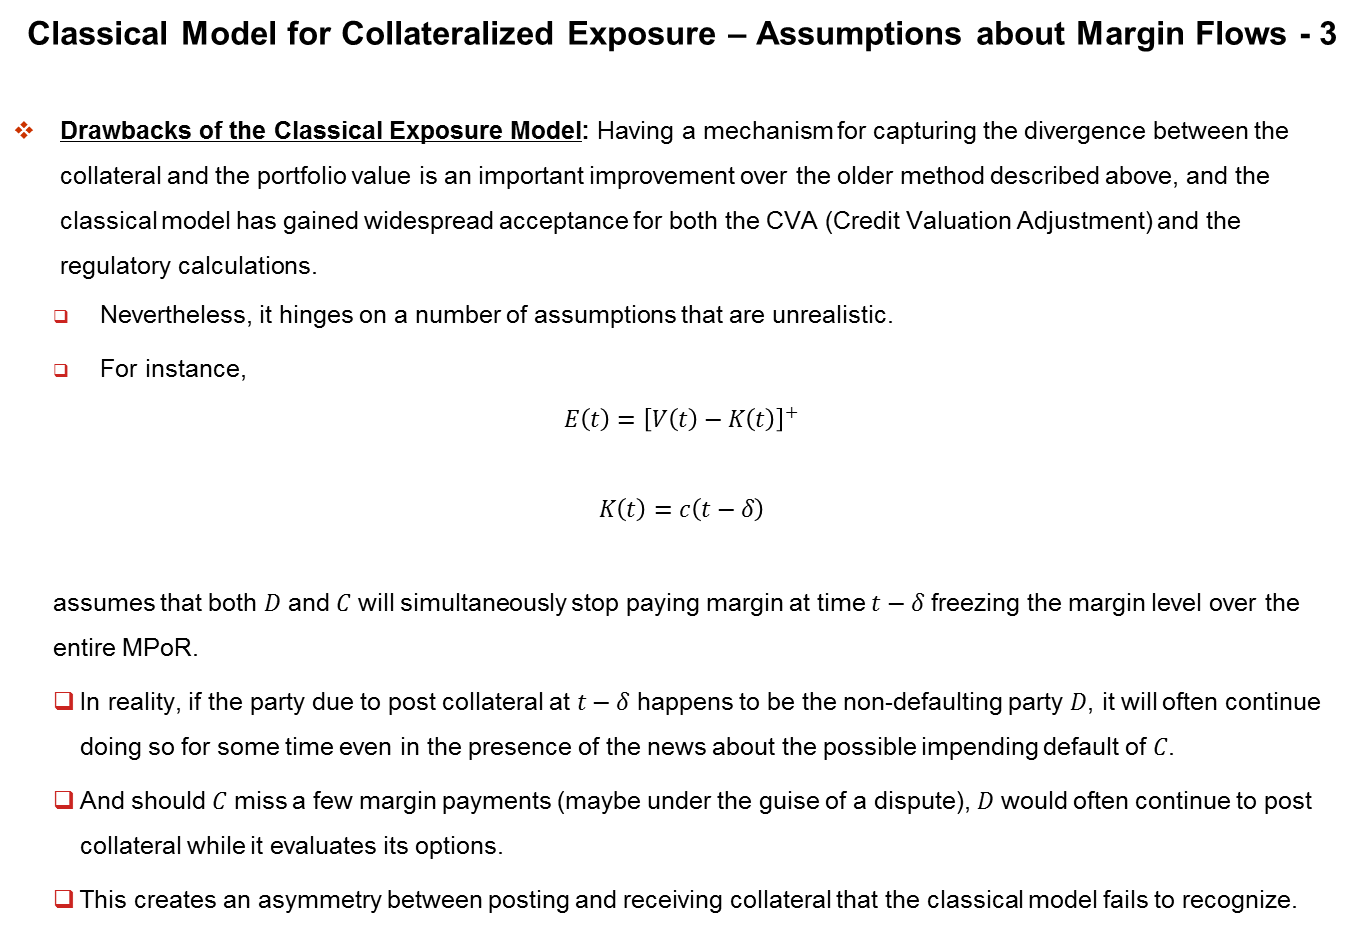 Classical Model for Collateralized Exposure – Assumptions about Margin Flows - 3
❖ Drawbacks of the Classical Exposure Model: Having a mechanism for capturing the divergence between the
collateral and the portfolio value is an important improvement over the older method described above, and the
classical model has gained widespread acceptance for both the CVA (Credit Valuation Adjustment) and the
regulatory calculations.
❑ Nevertheless, it hinges on a number of assumptions that are unrealistic.
❑ For instance,
E(t) = [V(t) − K(t)]⁺
K(t) = c(t − δ)
assumes that both D and C will simultaneously stop paying margin at time t − δ freezing the margin level over the
entire MPoR.
❑ In reality, if the party due to post collateral at t − δ happens to be the non-defaulting party D, it will often continue
doing so for some time even in the presence of the news about the possible impending default of C.
❑ And should C miss a few margin payments (maybe under the guise of a dispute), D would often continue to post
collateral while it evaluates its options.
❑ This creates an asymmetry between posting and receiving collateral that the classical model fails to recognize.